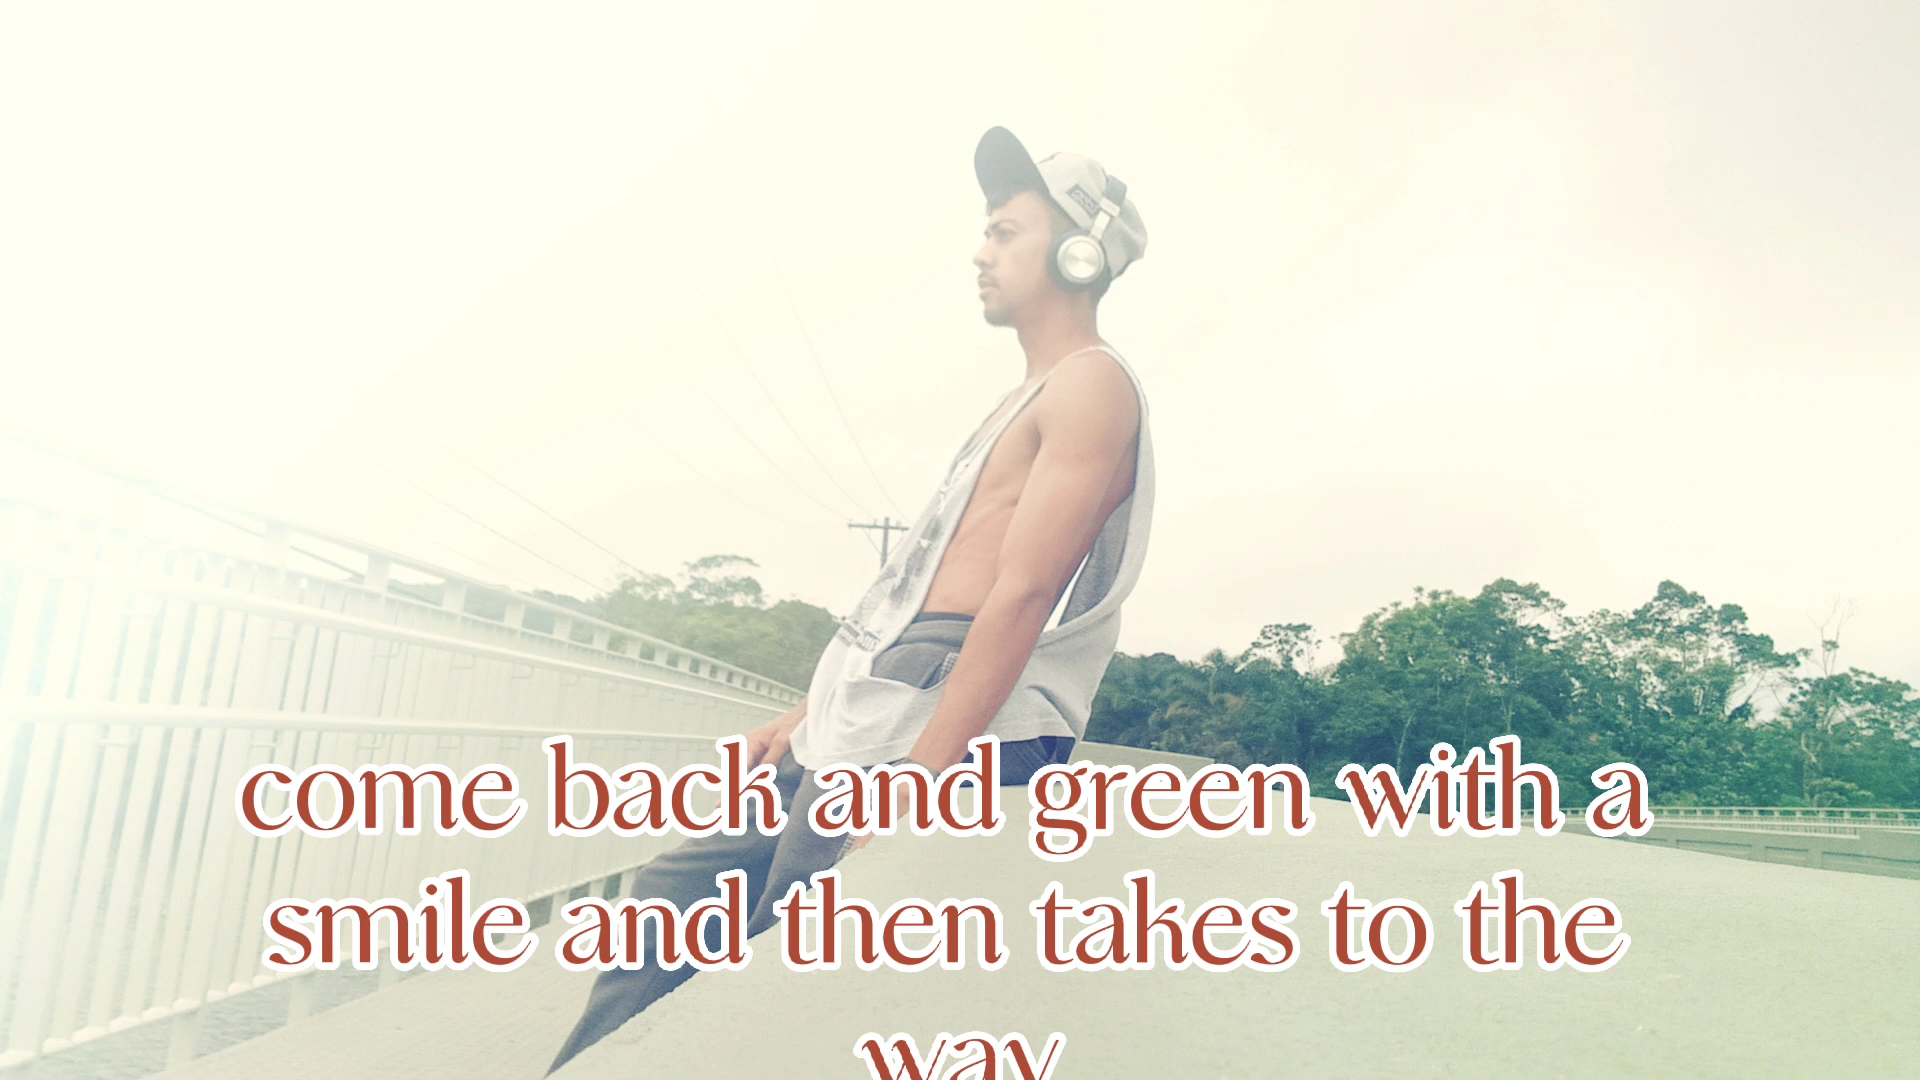 come back and green with a
smile and then takes to the
way